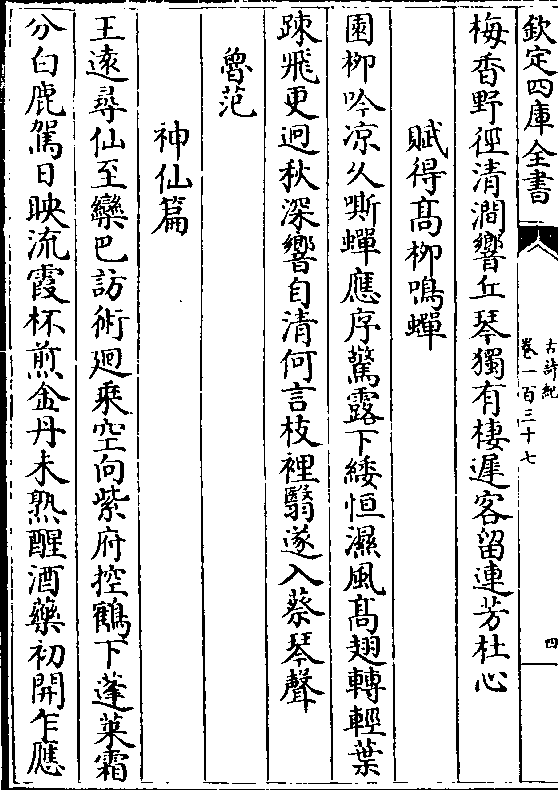 欽定四庫全書
古詩紀
卷一百三十七
四
梅香野徑清澗響丘琴獨有棲遲客留連芳杜心
賦得髙柳鳴蟬
園柳吟凉久嘶蟬應序驚露下緌恒濕風髙翅轉輕葉
踈飛更迥秋深響自清何言枝裡翳遂入蔡琴聲
魯范
神仙篇
王逺尋仙至欒巴訪術廻乘空向紫府控鶴下蓬萊霜
分白鹿駕日映流霞杯煎金丹未熟醒酒藥初開乍應